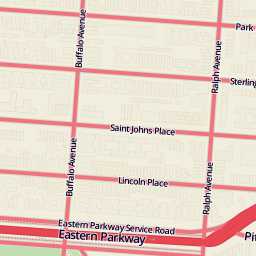 Park
Buffalo Avenue
Ralph Avenue
Sterling
Saint Johns Place
Buffalo Avenue
Ralph Avenue
Lincoln Place
Eastern Parkway Service Road
Eastern Parkway
Pi